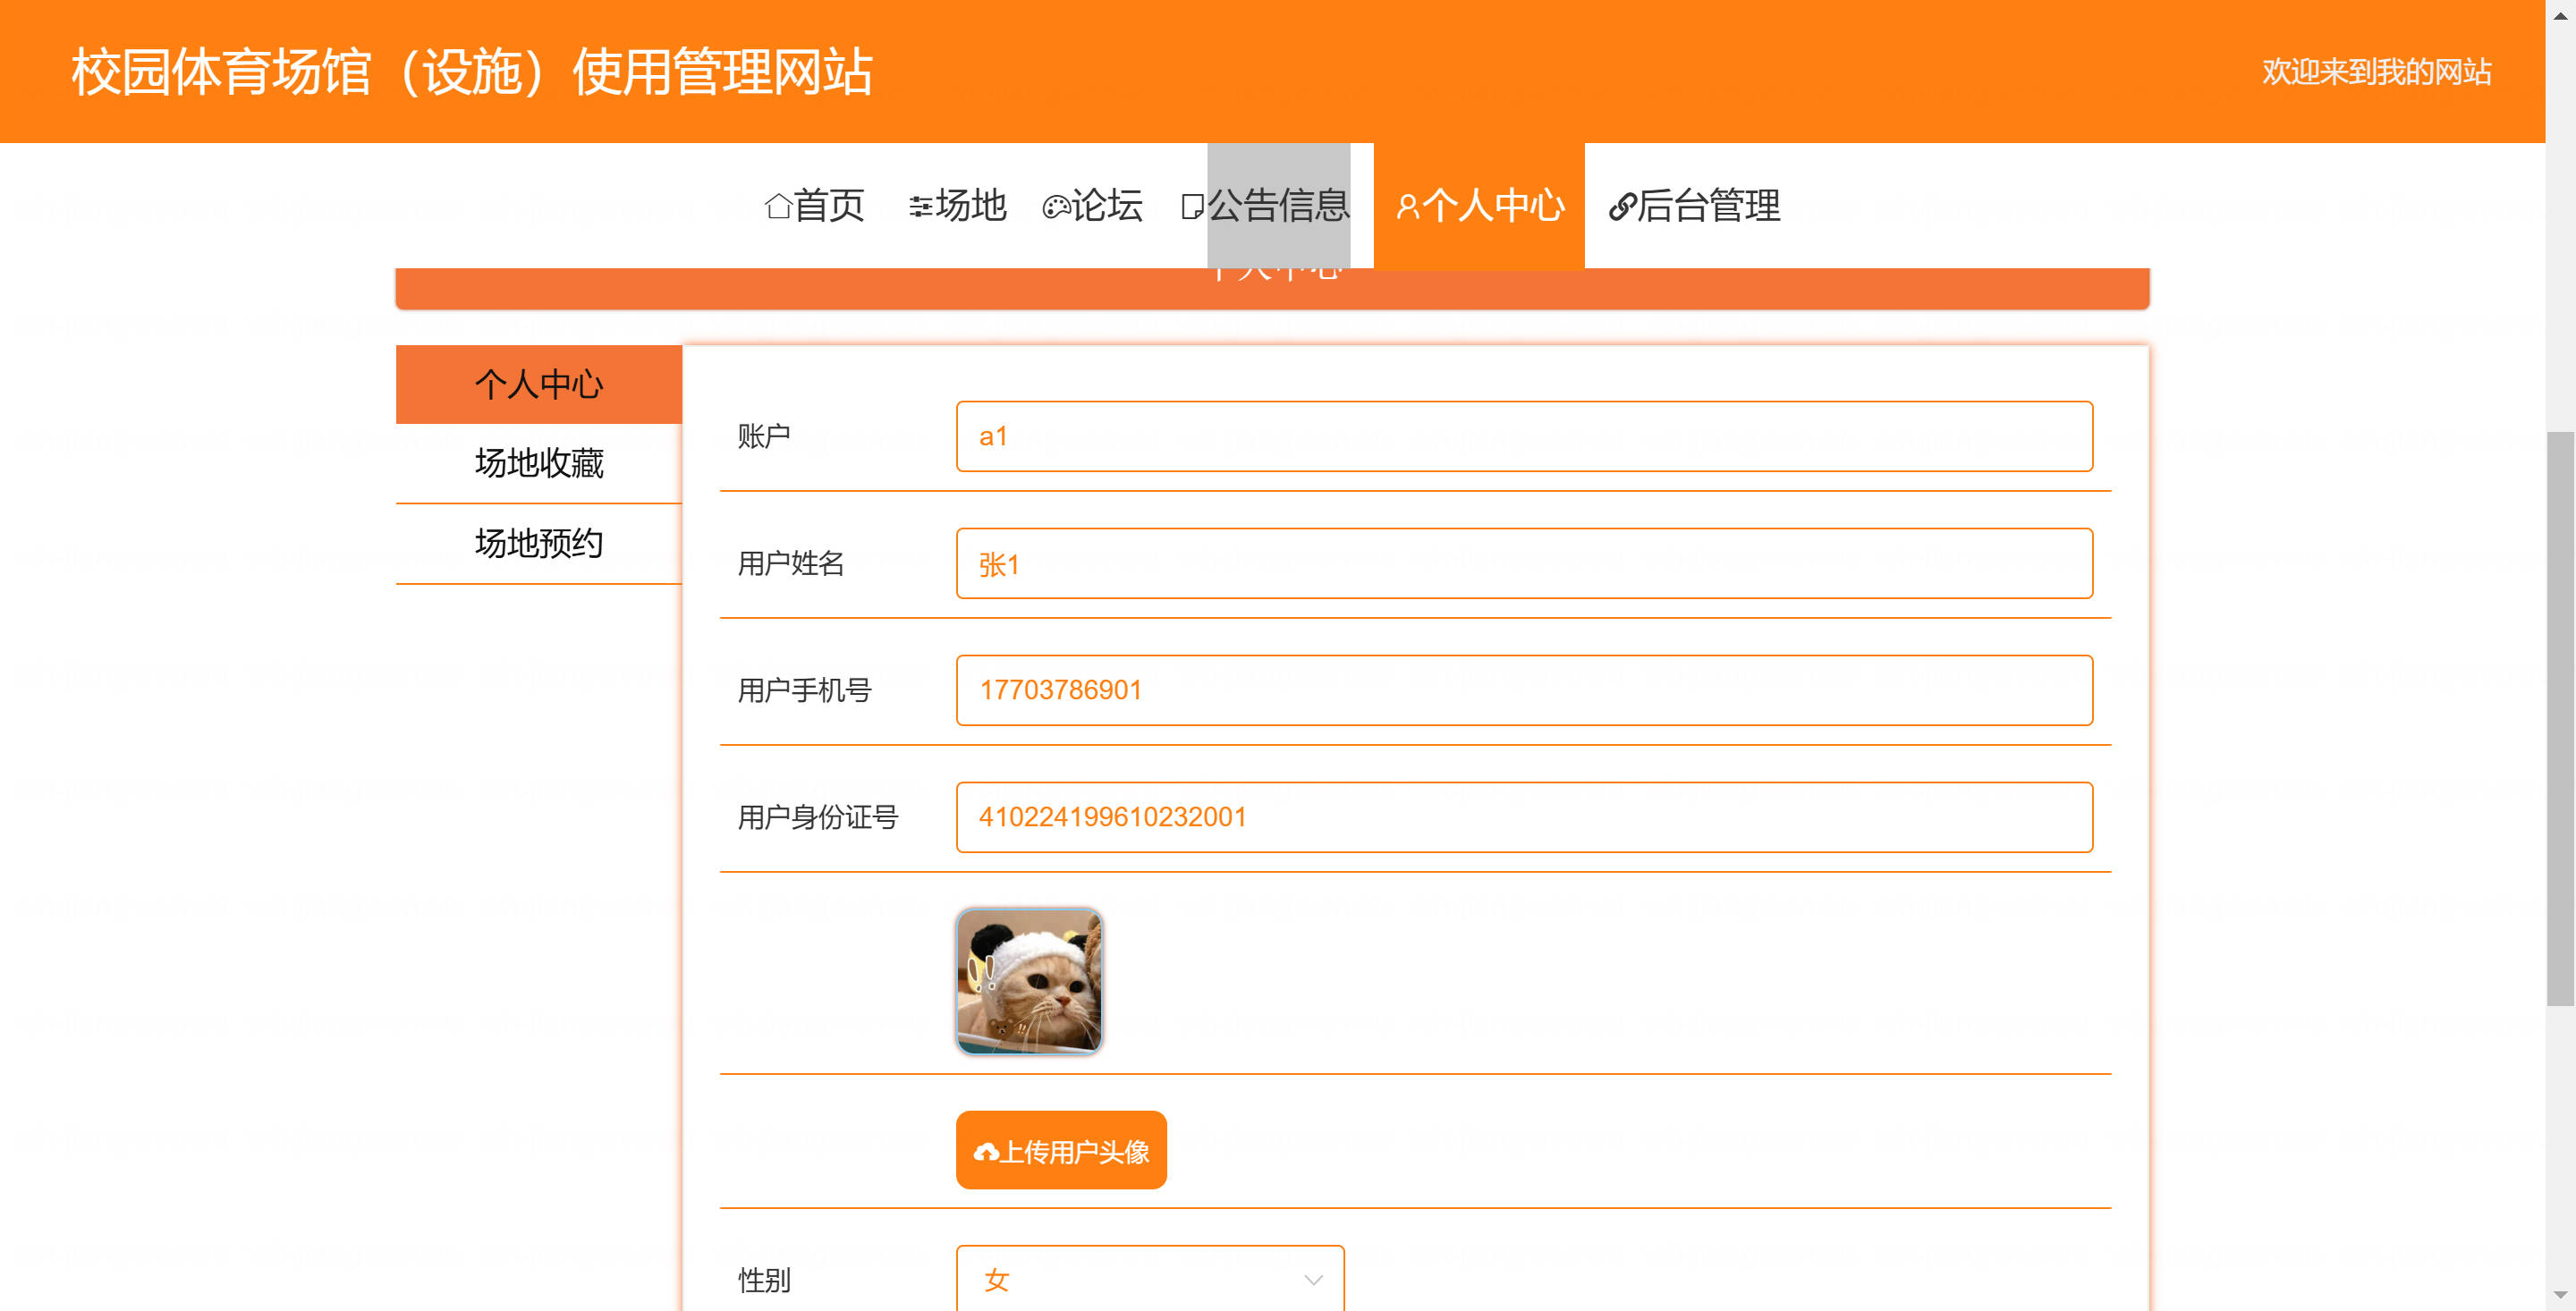 校园体育场馆（设施）使用管理网站
欢迎来到我的网站
首页 场地 论坛 公告信息 个人中心 后台管理
个人中心
个人中心
场地收藏
场地预约
账户 a1
用户姓名 张1
用户手机号 17703786901
用户身份证号 410224199610232001
上传用户头像
性别 女